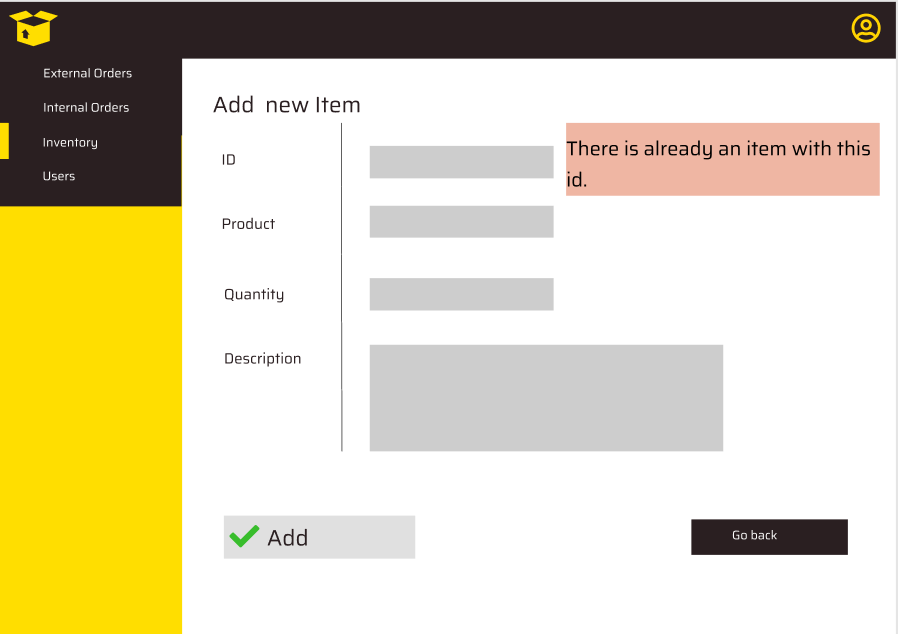 External Orders
Internal Orders
Inventory
Users
Add new Item
ID
There is already an item with this
id.
Product
Quantity
Description
Add
Go back